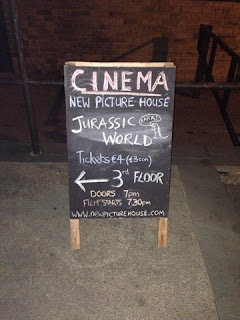 CINEMA
NEW PICTURE HOUSE
JURASSIC
WORLD
Tickets €4 (€3 con)
← 3rd FLOOR
DOORS 7pm
FILM STARTS 7.30pm
WWW.NEWPICTUREHOUSE.COM